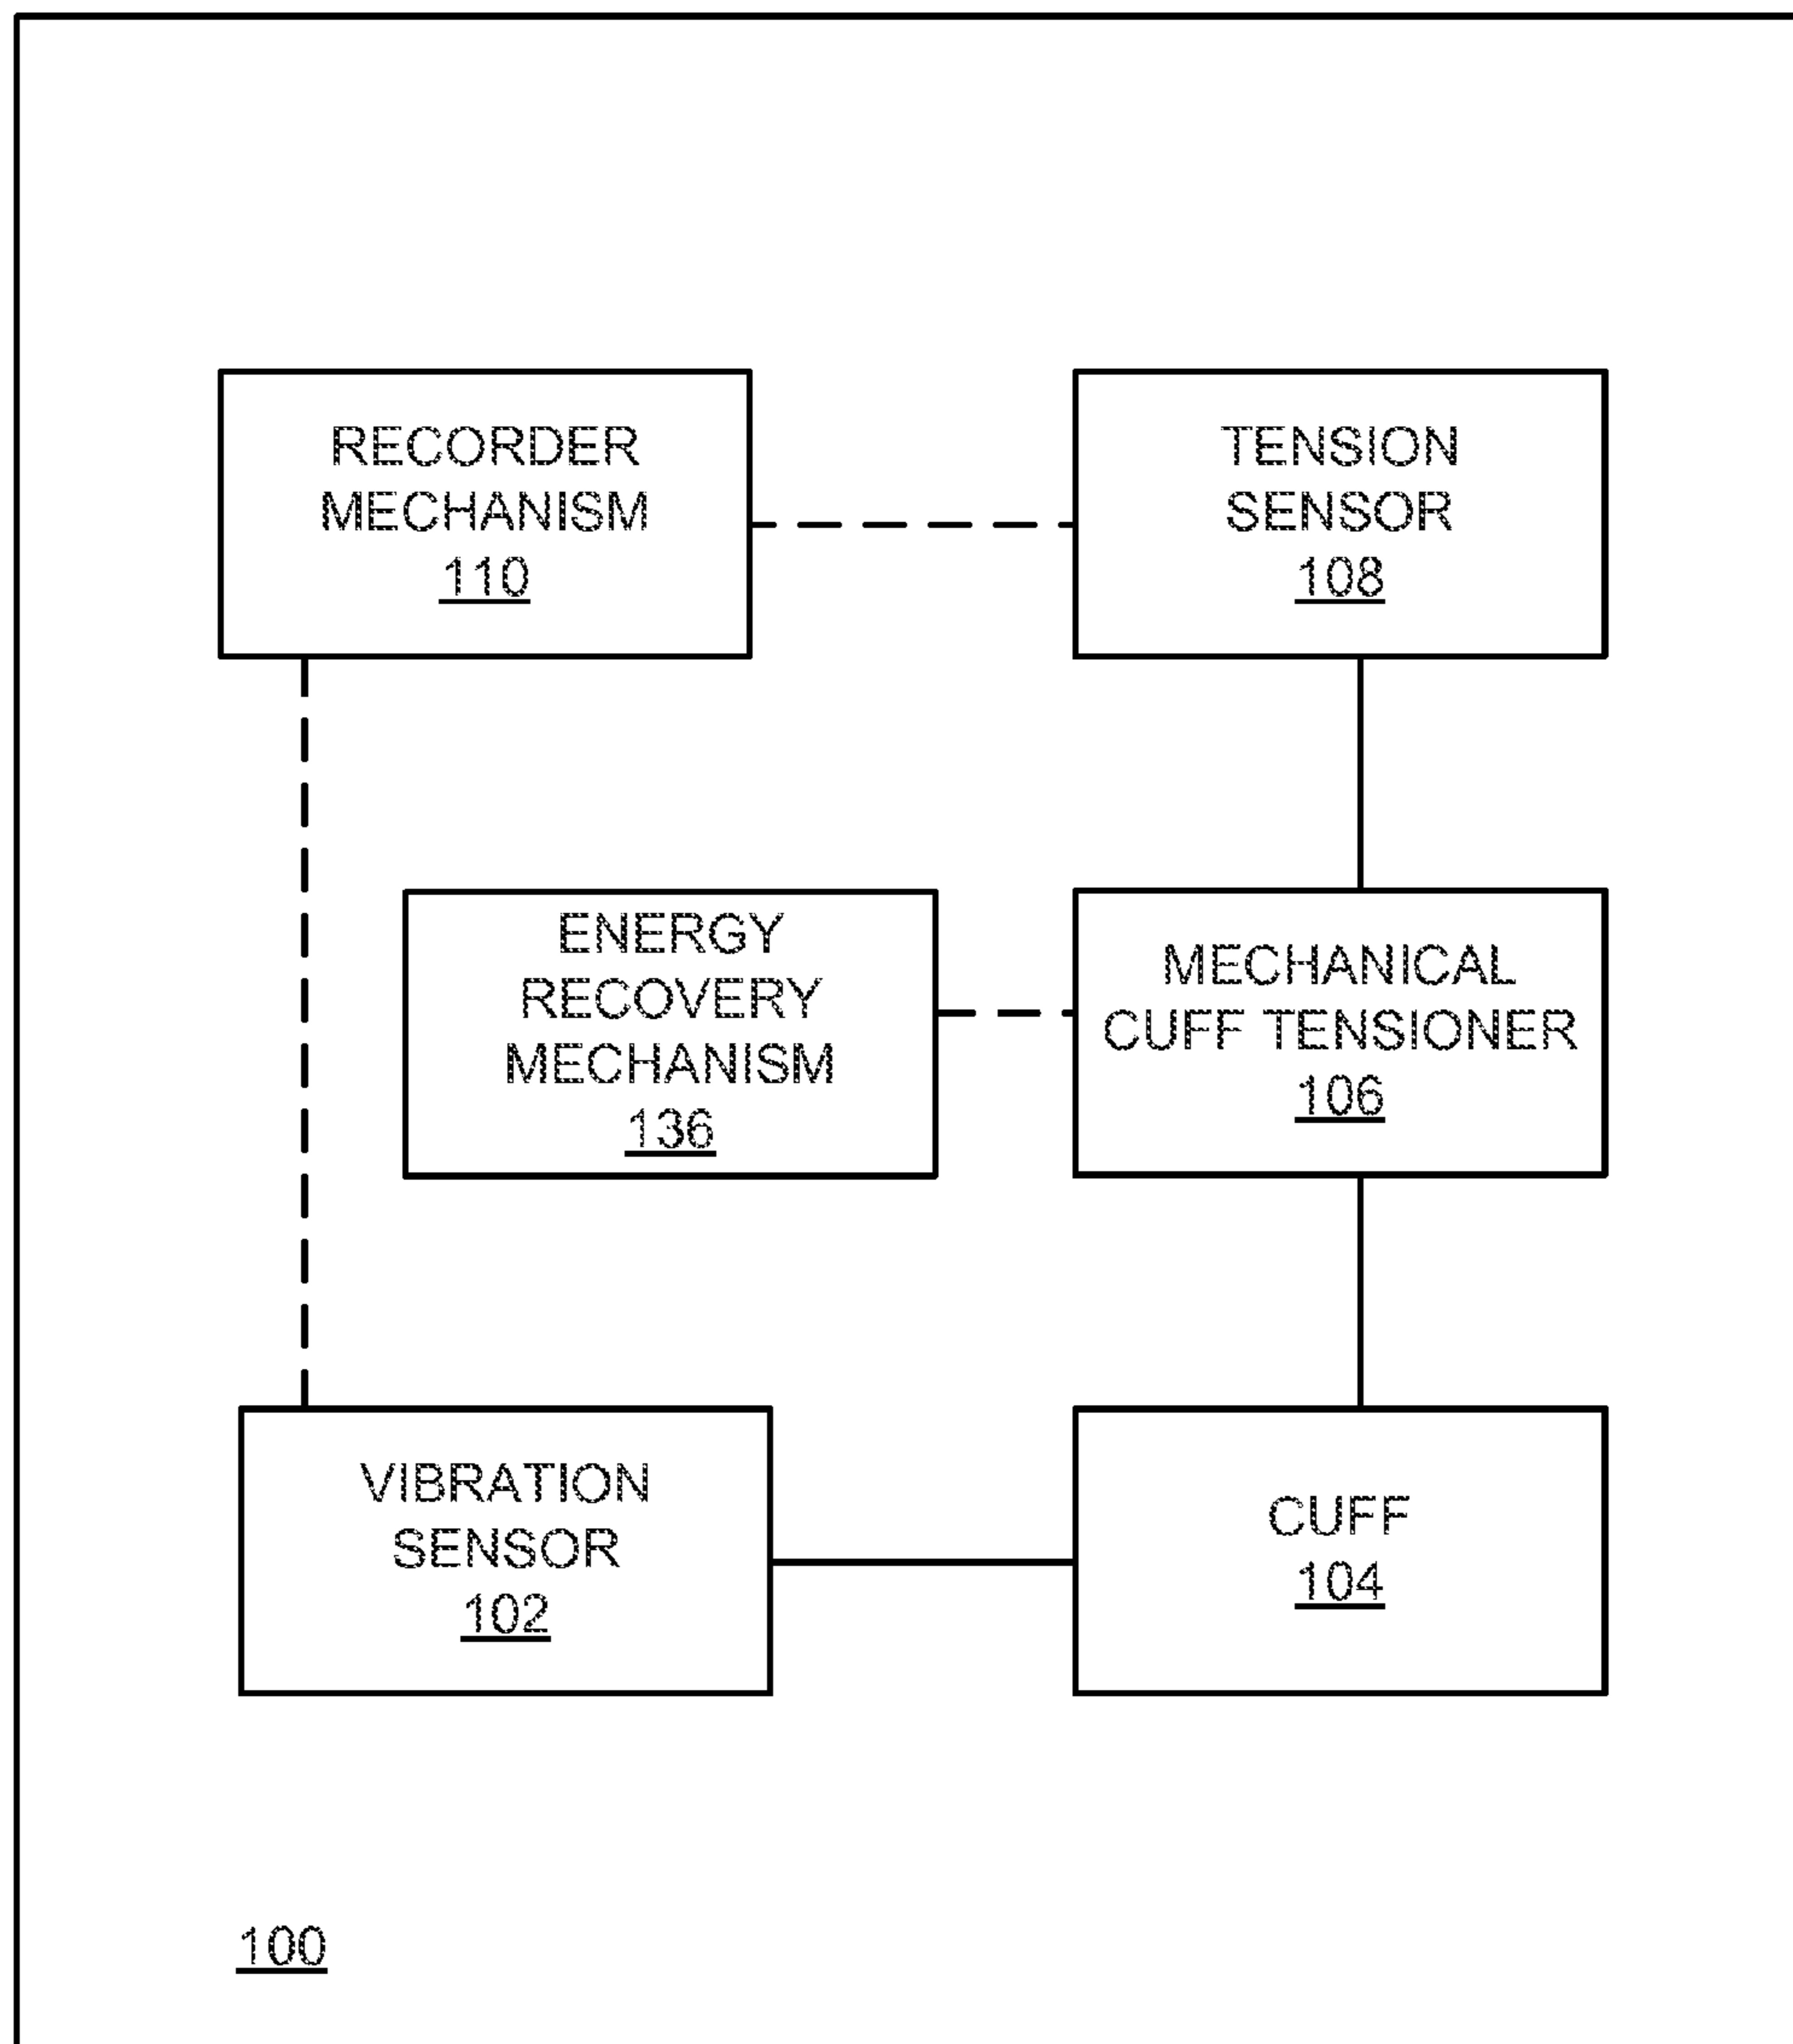 RECORDER
MECHANISM
110
TENSION
SENSOR
108
ENERGY
RECOVERY
MECHANISM
136
MECHANICAL
CUFF TENSIONER
106
VIBRATION
SENSOR
102
CUFF
104
100